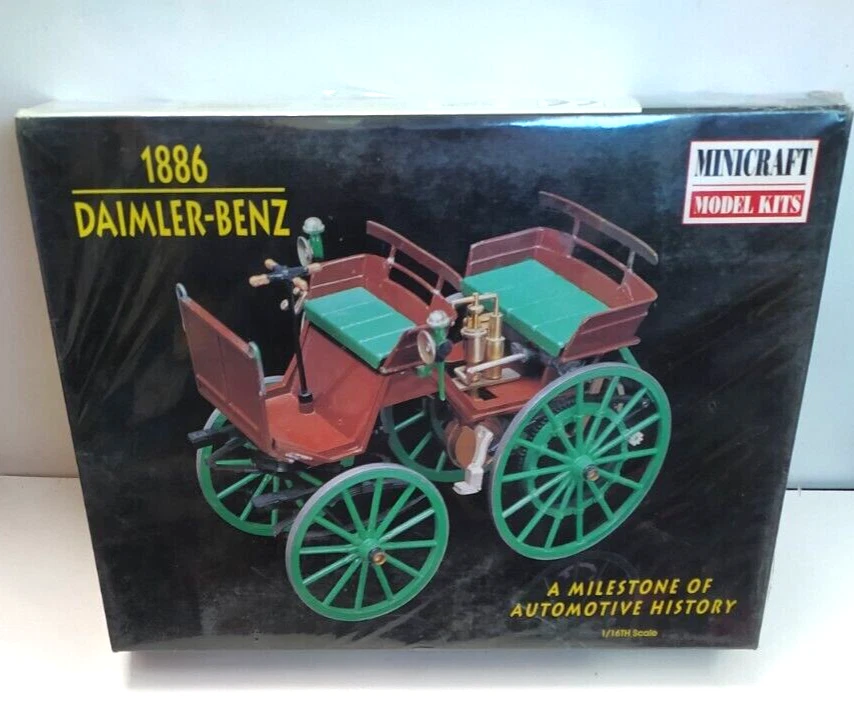 1886
DAIMLER-BENZ
MINICRAFT
MODEL KITS
A MILESTONE OF
AUTOMOTIVE HISTORY
1/16TH Scale